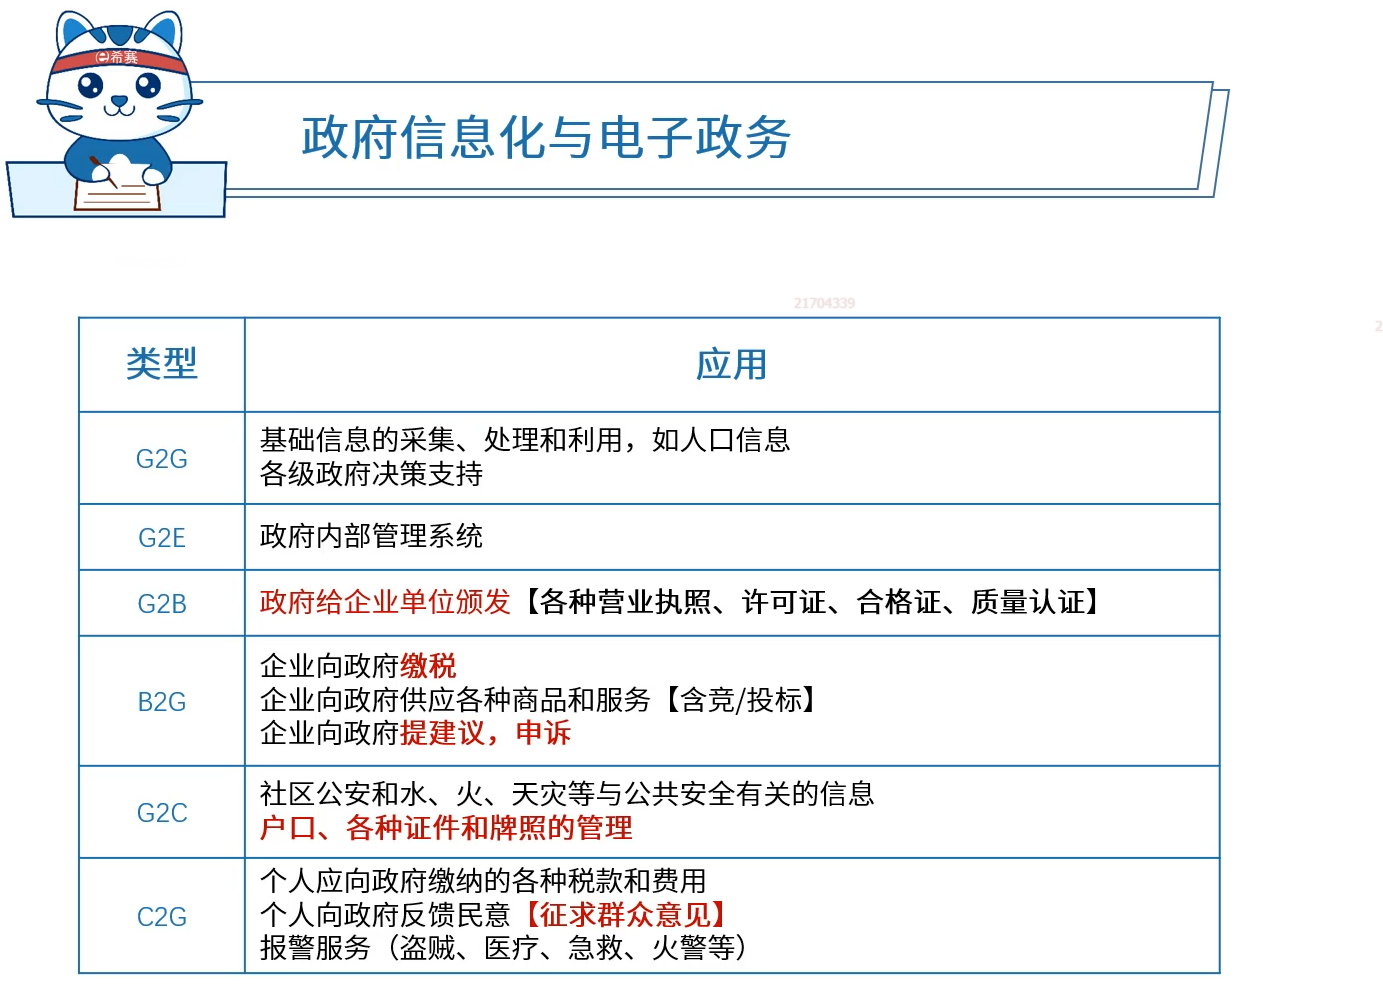 e希赛
政府信息化与电子政务
21704339
2
类型
应用
G2G
基础信息的采集、处理和利用，如人口信息
各级政府决策支持
G2E
政府内部管理系统
G2B
政府给企业单位颁发【各种营业执照、许可证、合格证、质量认证】
B2G
企业向政府缴税
企业向政府供应各种商品和服务【含竞/投标】
企业向政府提建议，申诉
G2C
社区公安和水、火、天灾等与公共安全有关的信息
户口、各种证件和牌照的管理
C2G
个人应向政府缴纳的各种税款和费用
个人向政府反馈民意【征求群众意见】
报警服务（盗贼、医疗、急救、火警等）